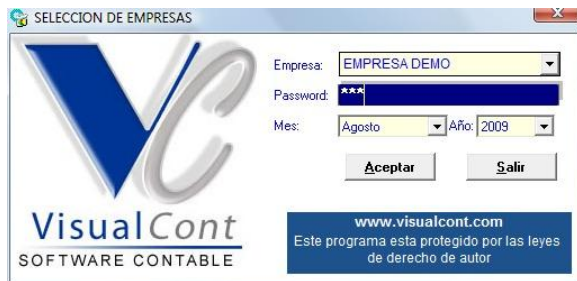 SELECCION DE EMPRESAS
Empresa: EMPRESA DEMO
Password: ***
Mes: Agosto Año: 2009
Aceptar Salir
VC
VisualCont
SOFTWARE CONTABLE
www.visualcont.com
Este programa esta protegido por las leyes
de derecho de autor